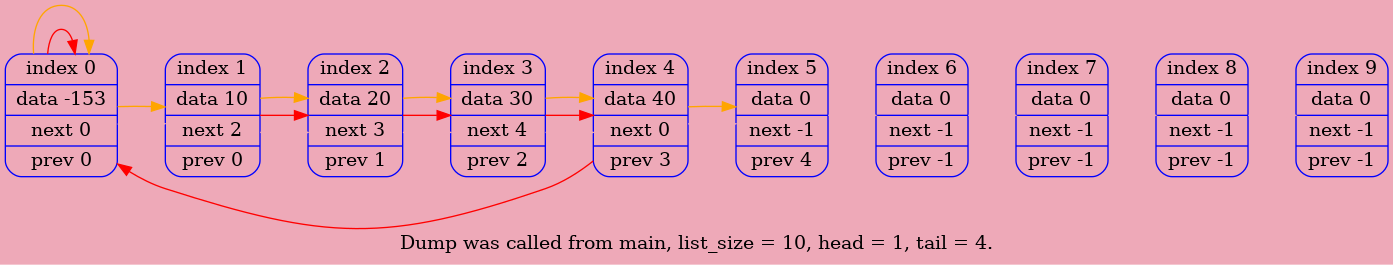 index 0
data -153
next 0
prev 0
index 1
data 10
next 2
prev 0
index 2
data 20
next 3
prev 1
index 3
data 30
next 4
prev 2
index 4
data 40
next 0
prev 3
index 5
data 0
next -1
prev 4
index 6
data 0
next -1
prev -1
index 7
data 0
next -1
prev -1
index 8
data 0
next -1
prev -1
index 9
data 0
next -1
prev -1
Dump was called from main, list_size = 10, head = 1, tail = 4.